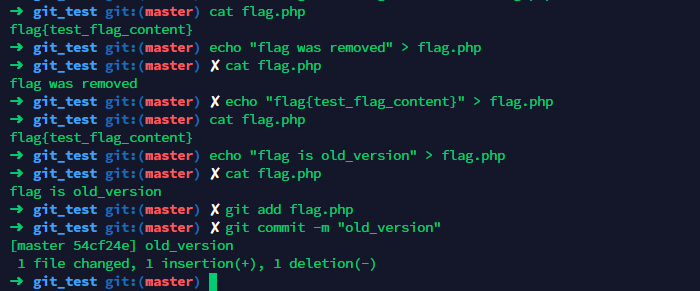 ➜ git_test git:(master) cat flag.php
flag{test_flag_content}
➜ git_test git:(master) echo "flag was removed" > flag.php
➜ git_test git:(master) ✗ cat flag.php
flag was removed
➜ git_test git:(master) ✗ echo "flag{test_flag_content}" > flag.php
➜ git_test git:(master) cat flag.php
flag{test_flag_content}
➜ git_test git:(master) echo "flag is old_version" > flag.php
➜ git_test git:(master) ✗ cat flag.php
flag is old_version
➜ git_test git:(master) ✗ git add flag.php
➜ git_test git:(master) ✗ git commit -m "old_version"
[master 54cf24e] old_version
 1 file changed, 1 insertion(+), 1 deletion(-)
➜ git_test git:(master)